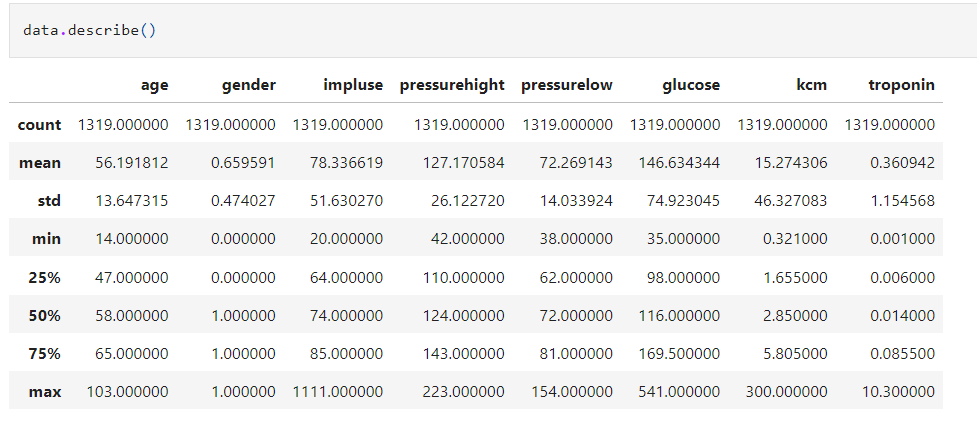 data.describe()
age gender impluse pressurehight pressurelow glucose kcm troponin
count 1319.000000 1319.000000 1319.000000 1319.000000 1319.000000 1319.000000 1319.000000 1319.000000
mean 56.191812 0.659591 78.336619 127.170584 72.269143 146.634344 15.274306 0.360942
std 13.647315 0.474027 51.630270 26.122720 14.033924 74.923045 46.327083 1.154568
min 14.000000 0.000000 20.000000 42.000000 38.000000 35.000000 0.321000 0.001000
25% 47.000000 0.000000 64.000000 110.000000 62.000000 98.000000 1.655000 0.006000
50% 58.000000 1.000000 74.000000 124.000000 72.000000 116.000000 2.850000 0.014000
75% 65.000000 1.000000 85.000000 143.000000 81.000000 169.500000 5.805000 0.085500
max 103.000000 1.000000 1111.000000 223.000000 154.000000 541.000000 300.000000 10.300000